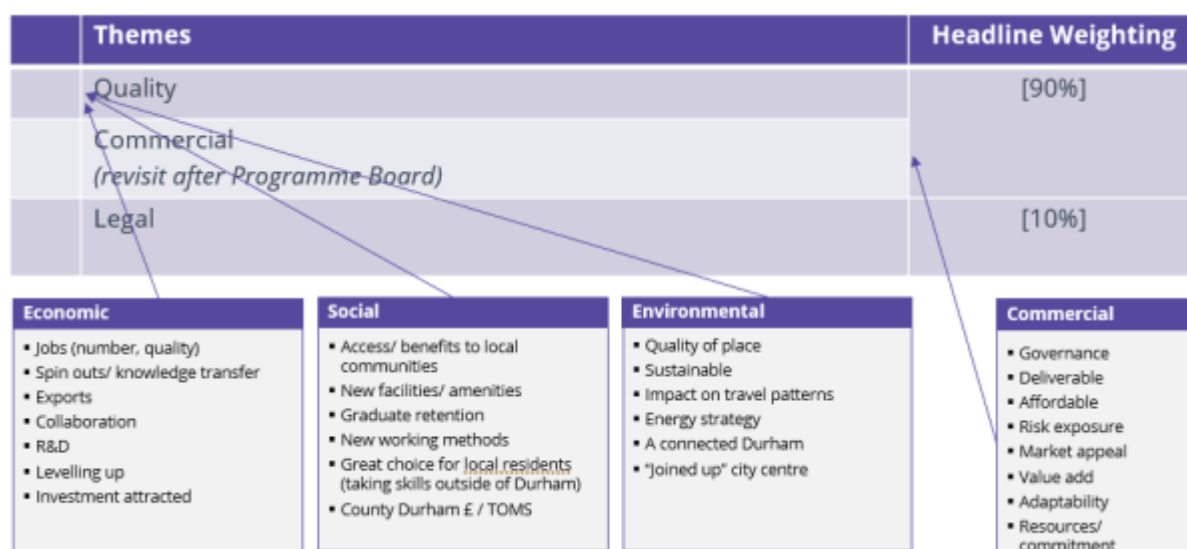 Themes
Headline Weighting
Quality
[90%]
Commercial
(revisit after Programme Board)
Legal
[10%]
Economic
▪ Jobs (number, quality)
▪ Spin outs/ knowledge transfer
▪ Exports
▪ Collaboration
▪ R&D
▪ Levelling up
▪ Investment attracted
Social
▪ Access/ benefits to local
communities
▪ New facilities/ amenities
▪ Graduate retention
▪ New working methods
▪ Great choice for local residents
(taking skills outside of Durham)
▪ County Durham £ / TOMS
Environmental
▪ Quality of place
▪ Sustainable
▪ Impact on travel patterns
▪ Energy strategy
▪ A connected Durham
▪ "Joined up" city centre
Commercial
▪ Governance
▪ Deliverable
▪ Affordable
▪ Risk exposure
▪ Market appeal
▪ Value add
▪ Adaptability
▪ Resources/
commitment